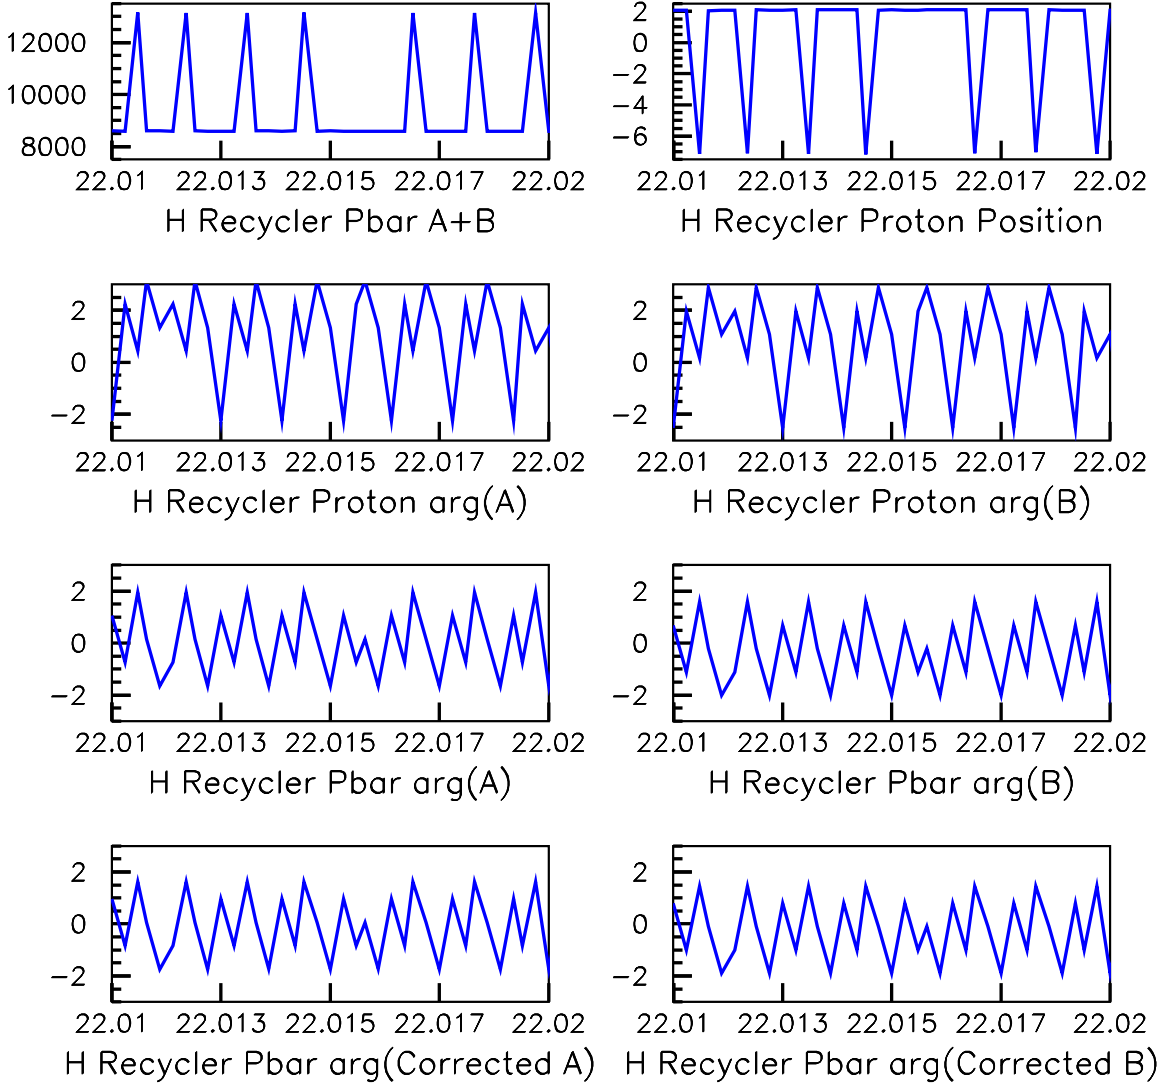 12000
10000
8000
22.01 22.013 22.015 22.017 22.02
H Recycler Pbar A+B
2
0
−2
−4
−6
22.01 22.013 22.015 22.017 22.02
H Recycler Proton Position
2
0
−2
22.01 22.013 22.015 22.017 22.02
H Recycler Proton arg(A)
2
0
−2
22.01 22.013 22.015 22.017 22.02
H Recycler Proton arg(B)
2
0
−2
22.01 22.013 22.015 22.017 22.02
H Recycler Pbar arg(A)
2
0
−2
22.01 22.013 22.015 22.017 22.02
H Recycler Pbar arg(B)
2
0
−2
22.01 22.013 22.015 22.017 22.02
H Recycler Pbar arg(Corrected A)
2
0
−2
22.01 22.013 22.015 22.017 22.02
H Recycler Pbar arg(Corrected B)